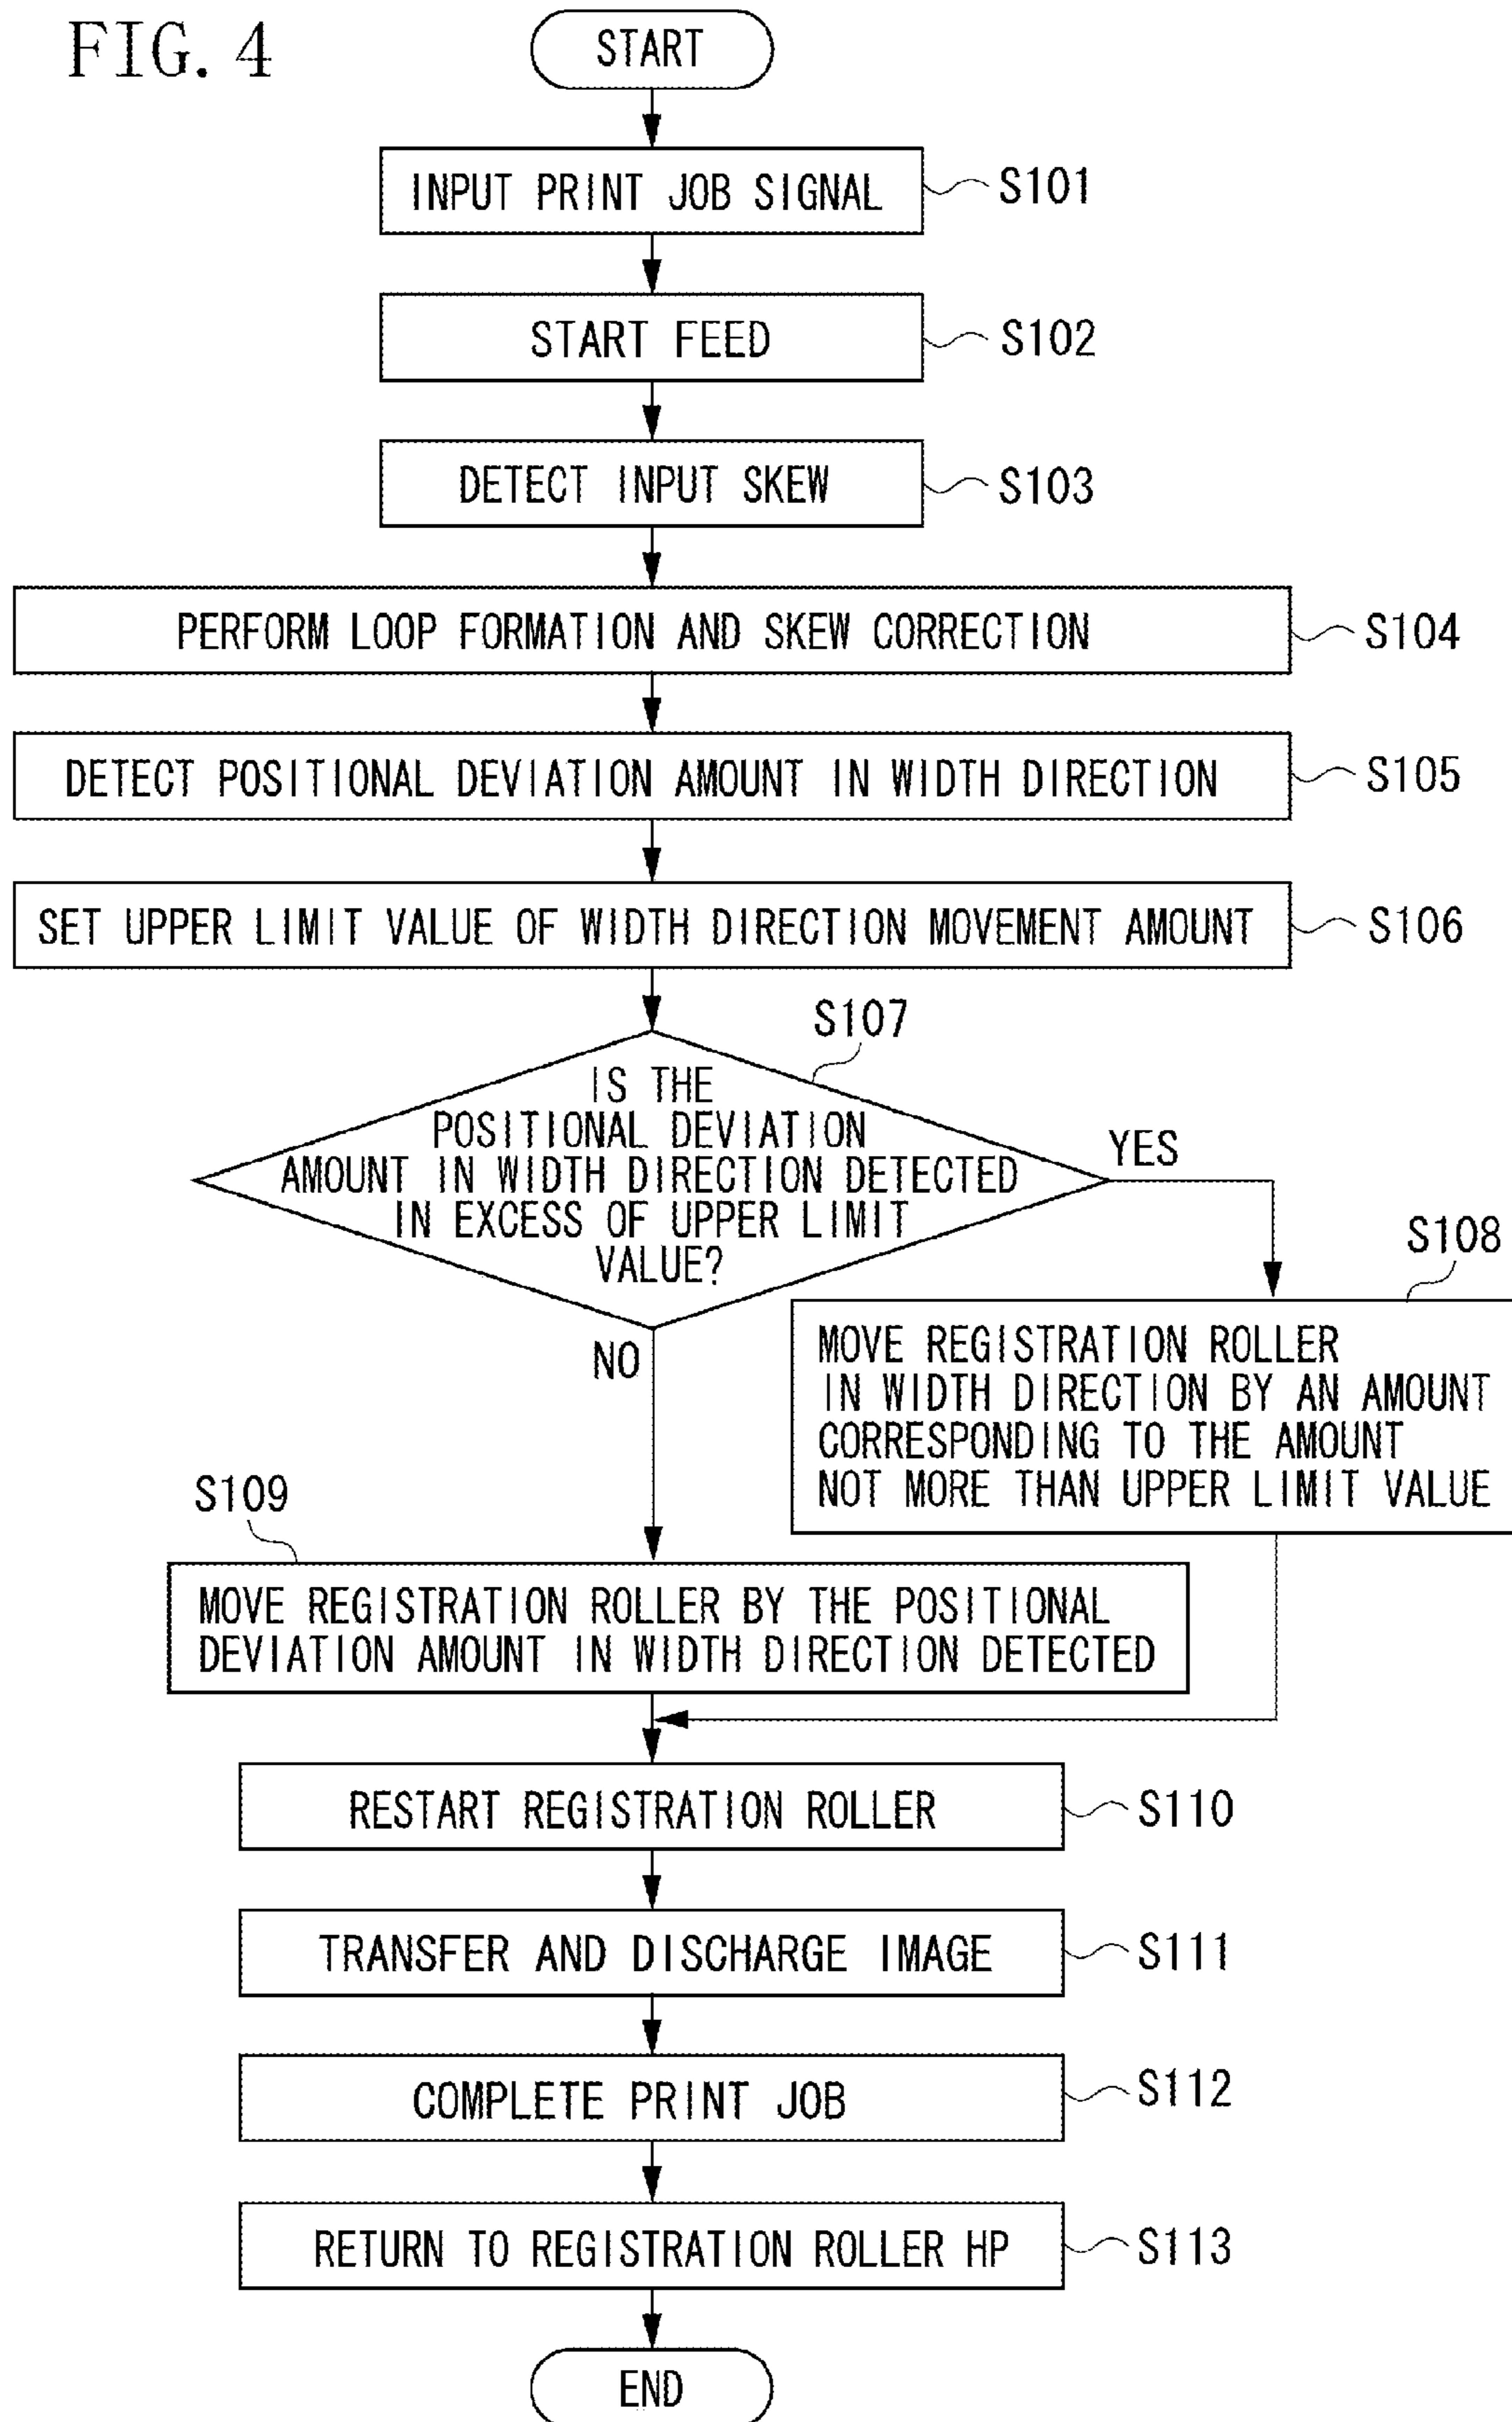 FIG. 4
START
INPUT PRINT JOB SIGNAL
S101
START FEED
S102
DETECT INPUT SKEW
S103
PERFORM LOOP FORMATION AND SKEW CORRECTION
S104
DETECT POSITIONAL DEVIATION AMOUNT IN WIDTH DIRECTION
S105
SET UPPER LIMIT VALUE OF WIDTH DIRECTION MOVEMENT AMOUNT
S106
S107
IS THE
POSITIONAL DEVIATION
AMOUNT IN WIDTH DIRECTION DETECTED
IN EXCESS OF UPPER LIMIT
VALUE?
YES
NO
S108
MOVE REGISTRATION ROLLER
IN WIDTH DIRECTION BY AN AMOUNT
CORRESPONDING TO THE AMOUNT
NOT MORE THAN UPPER LIMIT VALUE
S109
MOVE REGISTRATION ROLLER BY THE POSITIONAL
DEVIATION AMOUNT IN WIDTH DIRECTION DETECTED
RESTART REGISTRATION ROLLER
S110
TRANSFER AND DISCHARGE IMAGE
S111
COMPLETE PRINT JOB
S112
RETURN TO REGISTRATION ROLLER HP
S113
END